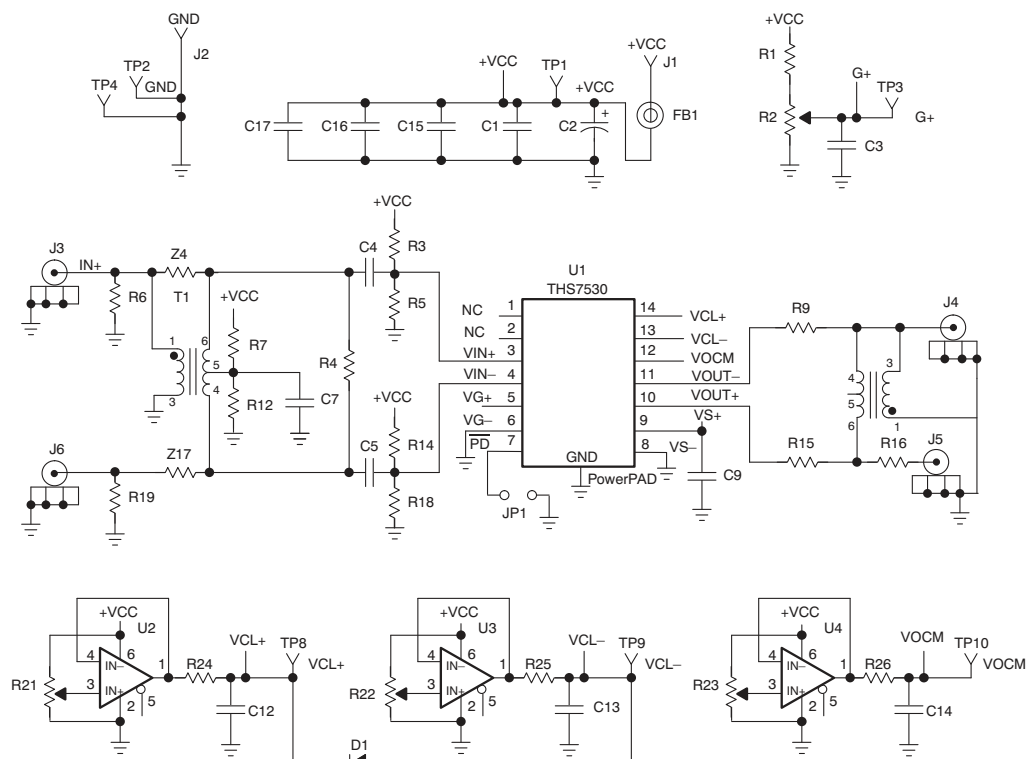 GND
J2
TP2
GND
TP4
+VCC
TP1
+VCC
+VCC
J1
C17
C16
C15
C1
C2
+
FB1
+VCC
R1
R2
G+
TP3
G+
C3
J3
IN+
Z4
R6
T1
+VCC
R7
1
6
5
4
3
R12
C7
R4
C4
+VCC
R3
R5
+VCC
R14
C5
R18
J6
Z17
R19
U1
THS7530
NC
1
NC
2
VIN+
3
VIN–
4
VG+
5
VG–
6
PD
7
14
VCL+
13
VCL–
12
VOCM
11
VOUT–
10
VOUT+
9
VS+
8
VS–
GND
PowerPAD
JP1
C9
R9
J4
4
3
5
6
1
R15
R16
J5
+VCC
U2
4
IN–
6
1
R24
VCL+
TP8
VCL+
R21
3
IN+
2
5
C12
+VCC
U3
4
IN–
6
1
R25
VCL–
TP9
VCL–
R22
3
IN+
2
5
C13
D1
+VCC
U4
4
IN–
6
1
R26
VOCM
TP10
VOCM
R23
3
IN+
2
5
C14